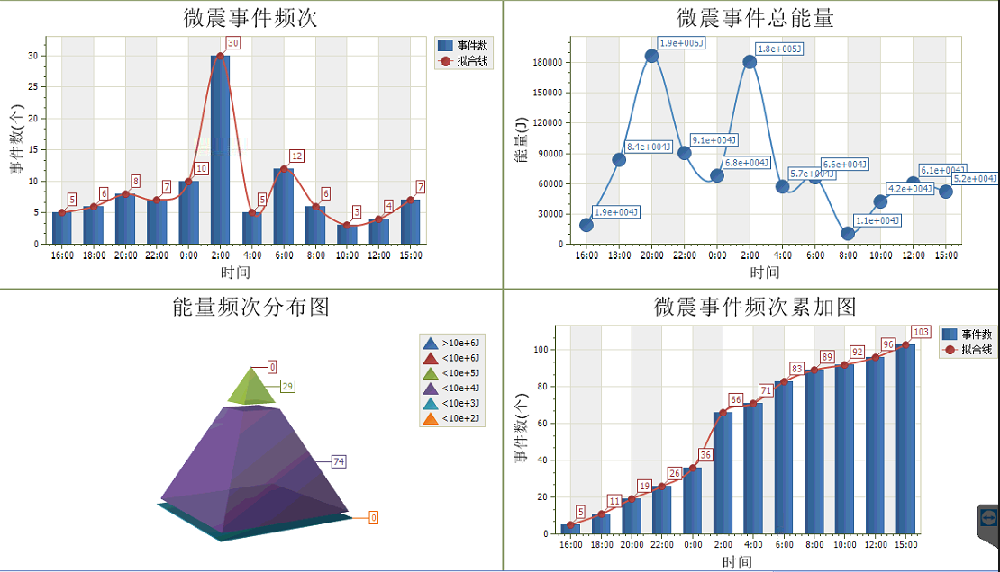 微震事件频次
事件数(个)
30
25
20
15
10
5
0
5
6
8
7
10
30
5
12
6
3
4
7
16:00 18:00 20:00 22:00 0:00 2:00 4:00 6:00 8:00 10:00 12:00 15:00
时间
事件数
拟合线
微震事件总能量
能量(J)
180000
150000
120000
90000
60000
30000
0
1.9e+004J
8.4e+004J
1.9e+005J
9.1e+004J
6.8e+004J
1.8e+005J
5.7e+004J
6.6e+004J
1.1e+004J
4.2e+004J
6.1e+004J
5.2e+004J
16:00 18:00 20:00 22:00 0:00 2:00 4:00 6:00 8:00 10:00 12:00 15:00
时间
能量频次分布图
0
29
74
0
>10e+6J
<10e+6J
<10e+5J
<10e+4J
<10e+3J
<10e+2J
微震事件频次累加图
事件数(个)
100
80
60
40
20
0
5
11
19
26
36
66
71
83
89
92
96
103
16:00 18:00 20:00 22:00 0:00 2:00 4:00 6:00 8:00 10:00 12:00 15:00
时间
事件数
拟合线